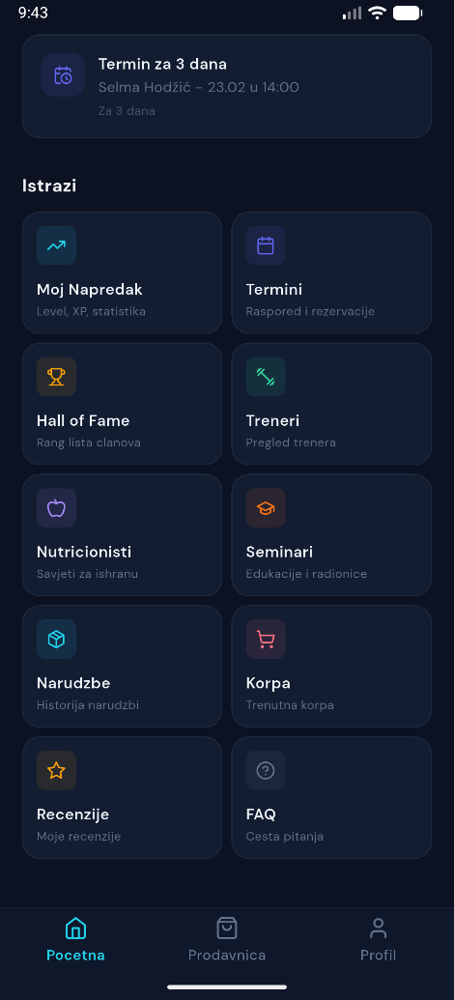 9:43
Termin za 3 dana
Selma Hodžić - 23.02 u 14:00
Za 3 dana
Istrazi
Moj Napredak
Level, XP, statistika
Termini
Raspored i rezervacije
Hall of Fame
Rang lista clanova
Treneri
Pregled trenera
Nutricionisti
Savjeti za ishranu
Seminari
Edukacije i radionice
Narudzbe
Historija narudzbi
Korpa
Trenutna korpa
Recenzije
Moje recenzije
FAQ
Cesta pitanja
Pocetna
Prodavnica
Profil